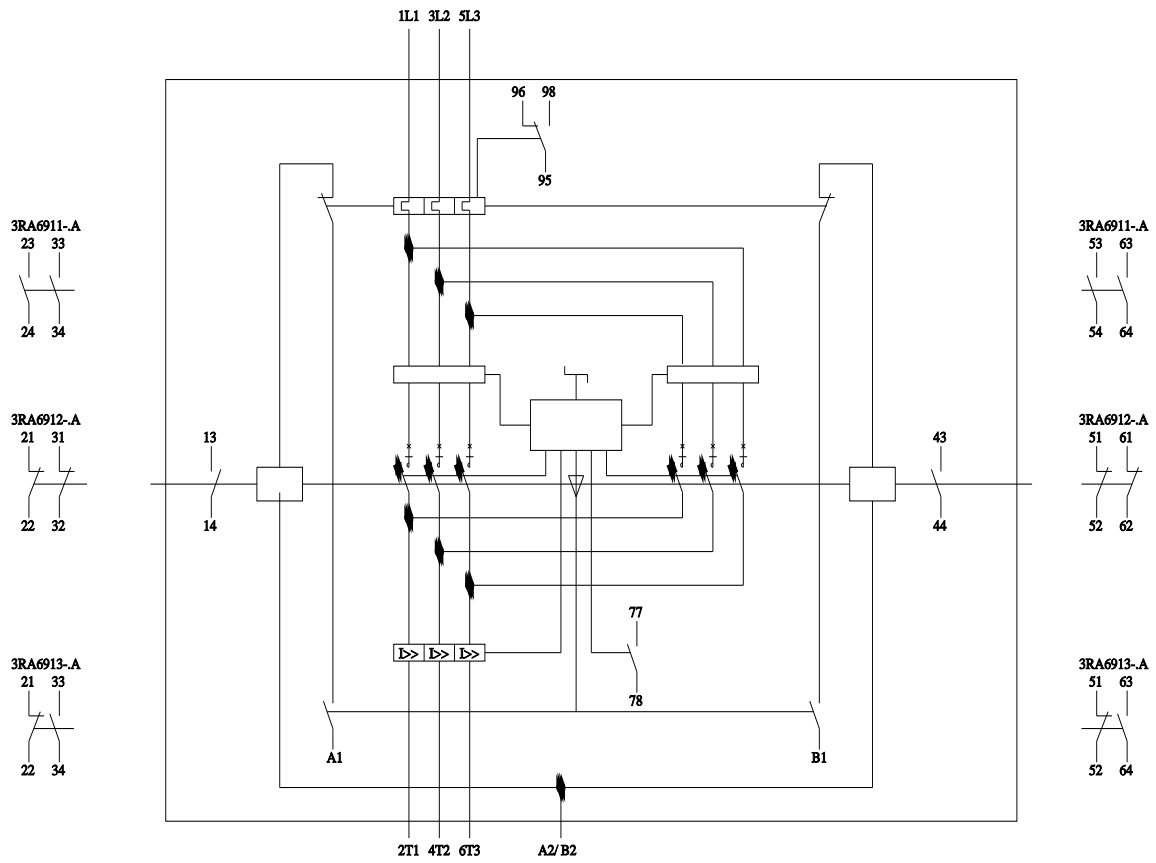 1L1 3L2 5L3
96 98
95
3RA6911-.A
23 33
24 34
3RA6911-.A
53 63
54 64
3RA6912-.A
21 31
22 32
13
14
43
44
3RA6912-.A
51 61
52 62
77
78
I>> I>> I>>
3RA6913-.A
21 33
22 34
3RA6913-.A
51 63
52 64
A1
B1
2T1 4T2 6T3
A2/ B2